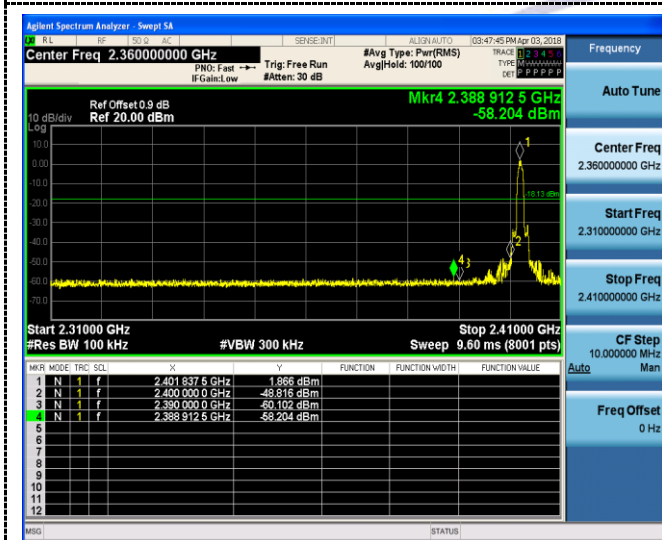 Agilent Spectrum Analyzer - Swept SA
RL RF 50 Ω AC SENSE:INT ALIGN AUTO 03:47:45 PM Apr 03, 2018
Center Freq 2.360000000 GHz
PNO: Fast
IFGain:Low
Trig: Free Run
#Atten: 30 dB
#Avg Type: Pwr(RMS)
Avg|Hold: 100/100
TRACE 1 2 3 4 5 6
TYPE
DET P P P P P P
Frequency
Auto Tune
Center Freq
2.360000000 GHz
Start Freq
2.310000000 GHz
Stop Freq
2.410000000 GHz
CF Step
10.000000 MHz
Auto Man
Freq Offset
0 Hz
Mkr4 2.388 912 5 GHz
-58.204 dBm
Ref Offset 0.9 dB
10 dB/div Ref 20.00 dBm
Log
10.0
0.00
-10.0
-20.0
-30.0
-40.0
-50.0
-60.0
-70.0
-18.13 dBm
1
2
4 3
Start 2.31000 GHz Stop 2.41000 GHz
#Res BW 100 kHz #VBW 300 kHz Sweep 9.60 ms (8001 pts)
MKR MODE TRC SCL X Y FUNCTION FUNCTION WIDTH FUNCTION VALUE
1 N 1 f 2.401 837 5 GHz 1.866 dBm
2 N 1 f 2.400 000 0 GHz -48.816 dBm
3 N 1 f 2.390 000 0 GHz -60.102 dBm
4 N 1 f 2.388 912 5 GHz -58.204 dBm
5
6
7
8
9
10
11
12
MSG STATUS